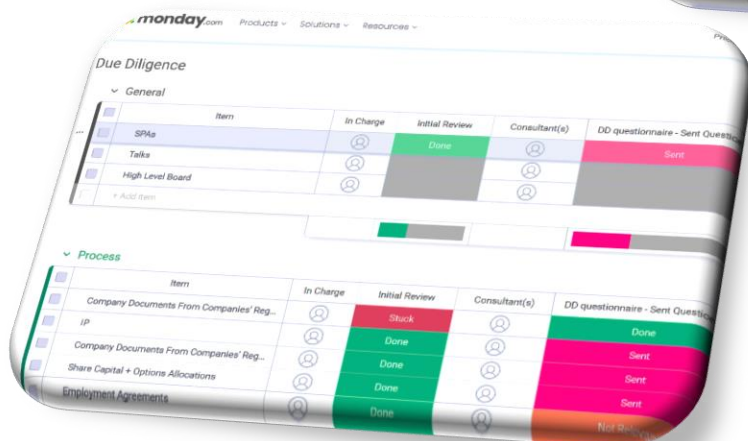 monday.com Products Solutions Resources
Due Diligence
General
Item In Charge Initial Review Consultant(s) DD questionnaire - Sent
SPAs Done Sent
Talks
High Level Board
+ Add Item
Process
Item In Charge Initial Review Consultant(s) DD questionnaire - Sent
Company Documents From Companies' Reg... Stuck Done
IP Done Sent
Company Documents From Companies' Reg... Done Sent
Share Capital + Options Allocations Done Sent
Employment Agreements Done Not